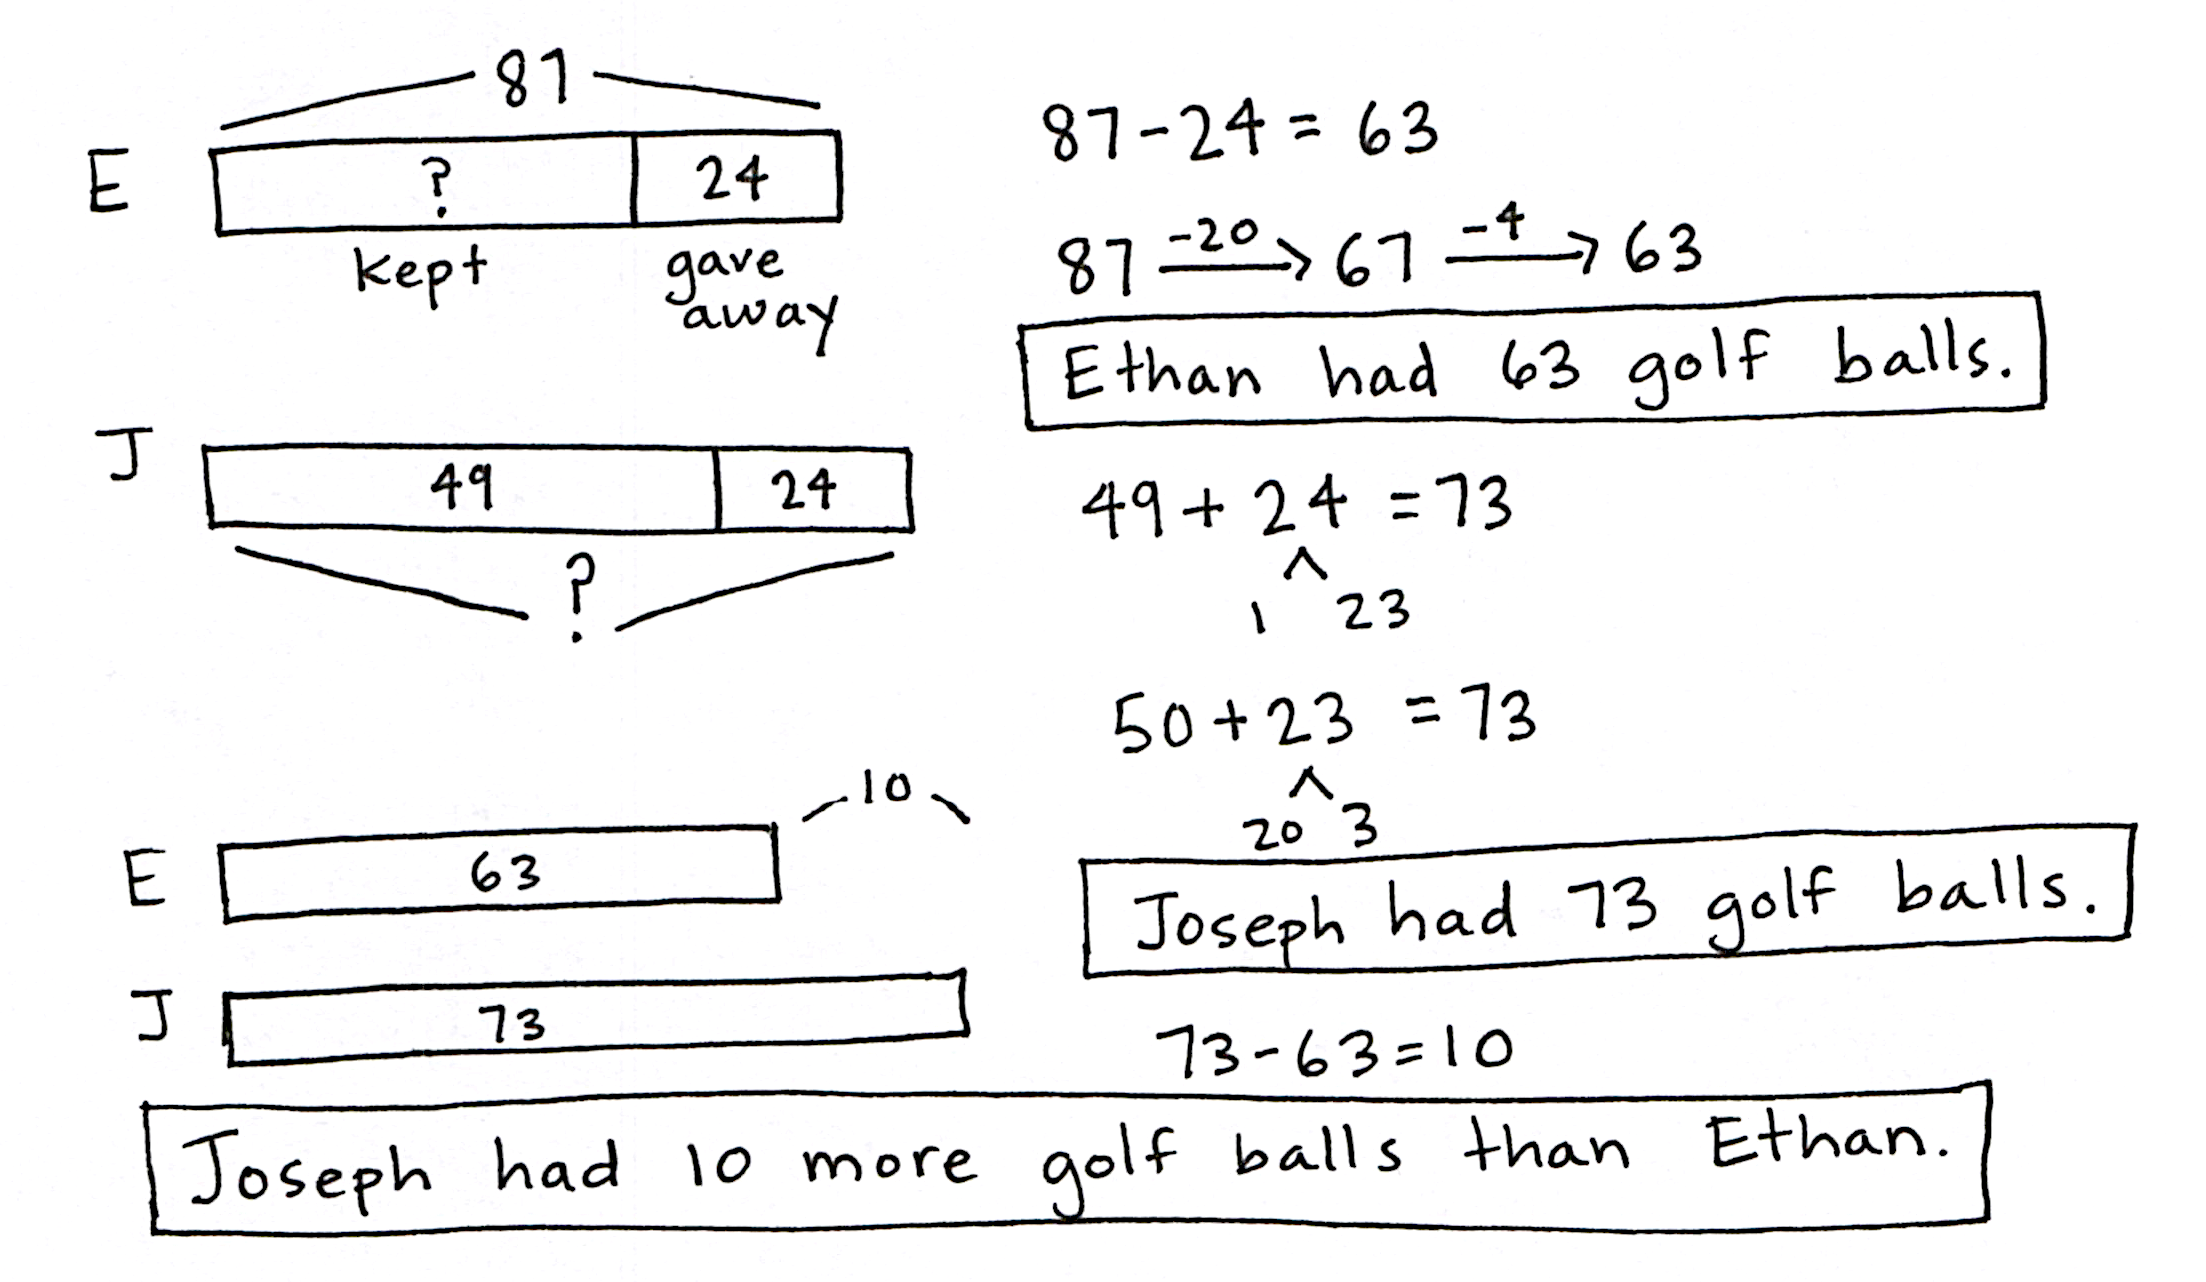 87
E ? 24
kept gave away
87-24 = 63
87 -20 → 67 -4 → 63
Ethan had 63 golf balls.
J 49 24
?
49 + 24 = 73
1 23
50 + 23 = 73
20 3
Joseph had 73 golf balls.
10
E 63
J 73
73-63=10
Joseph had 10 more golf balls than Ethan.